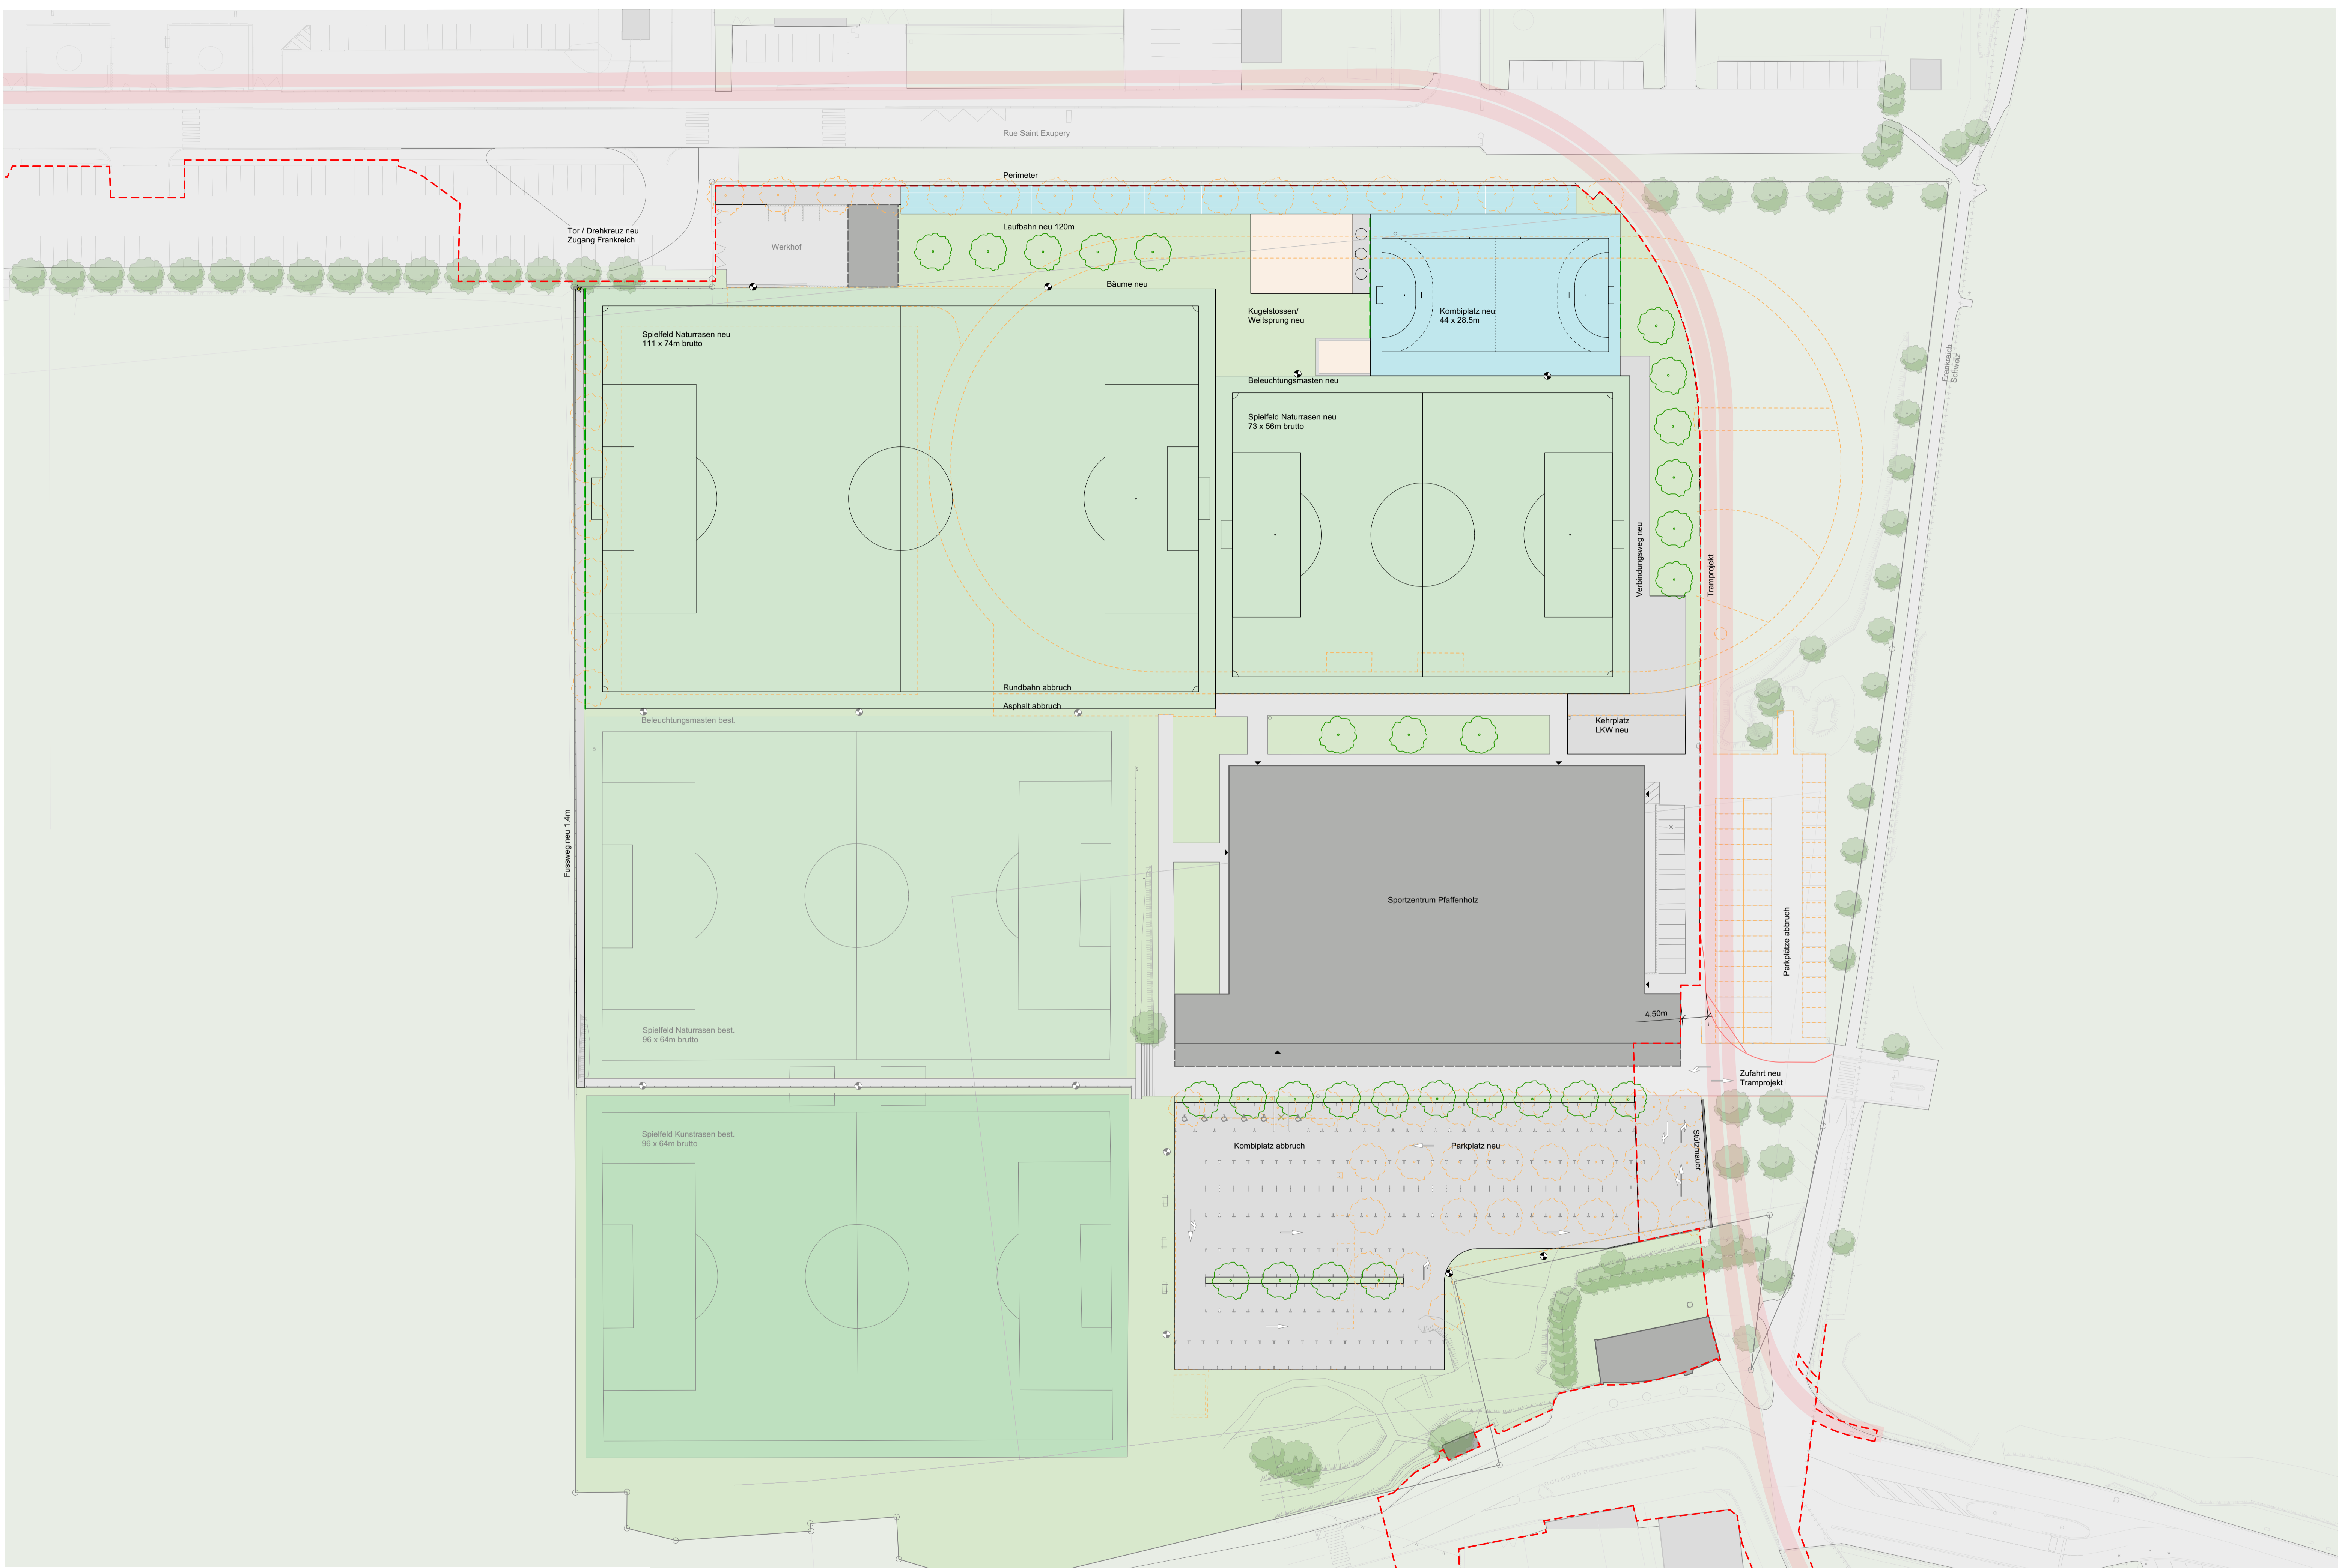 Rue Saint Exupery
Perimeter
Tor / Drehkreuz neu
Zugang Frankreich
Werkhof
Laufbahn neu 120m
Bäume neu
Kugelstossen/
Weitsprung neu
Kombiplatz neu
44 x 28.5m
Spielfeld Naturrasen neu
111 x 74m brutto
Beleuchtungsmasten neu
Spielfeld Naturrasen neu
73 x 56m brutto
Frankreich
Schweiz
Verbindungsweg neu
Tramprojekt
Rundbahn abbruch
Asphalt abbruch
Beleuchtungsmasten best.
Kehrplatz
LKW neu
Fussweg neu 1.4m
Sportzentrum Pfaffenholz
Parkplätze abbruch
4.50m
Spielfeld Naturrasen best.
96 x 64m brutto
Zufahrt neu
Tramprojekt
Spielfeld Kunstrasen best.
96 x 64m brutto
Kombiplatz abbruch
Parkplatz neu
Stützmauer